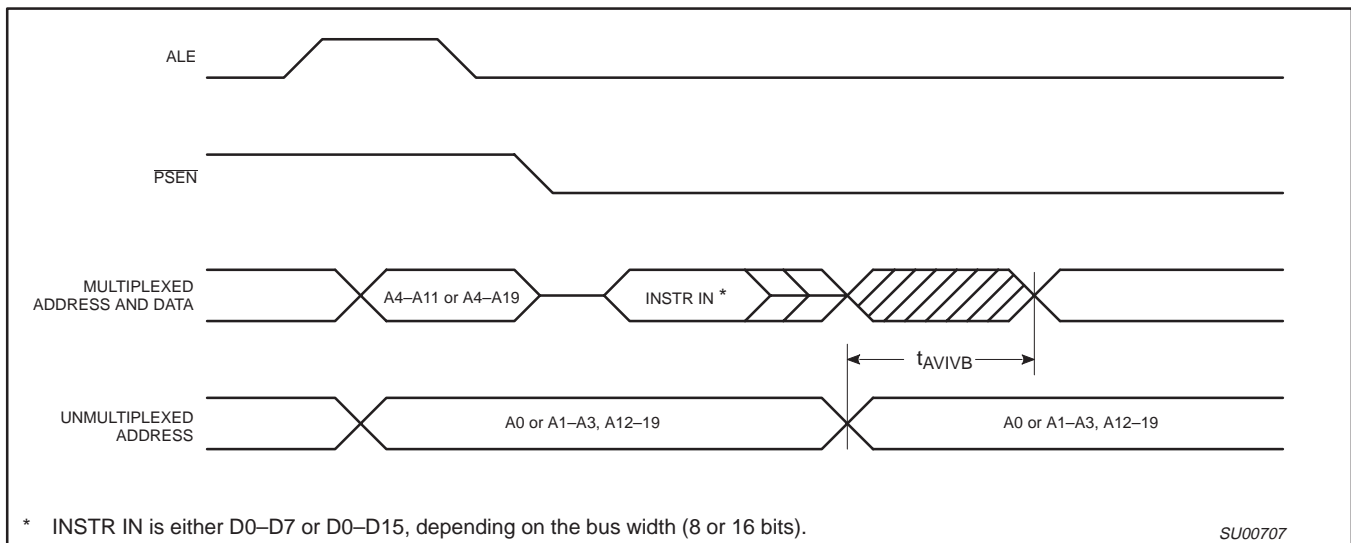 ALE
PSEN
MULTIPLEXED
ADDRESS AND DATA
A4–A11 or A4–A19
INSTR IN *
tAVIVB
UNMULTIPLEXED
ADDRESS
A0 or A1–A3, A12–19
A0 or A1–A3, A12–19
* INSTR IN is either D0–D7 or D0–D15, depending on the bus width (8 or 16 bits).
SU00707